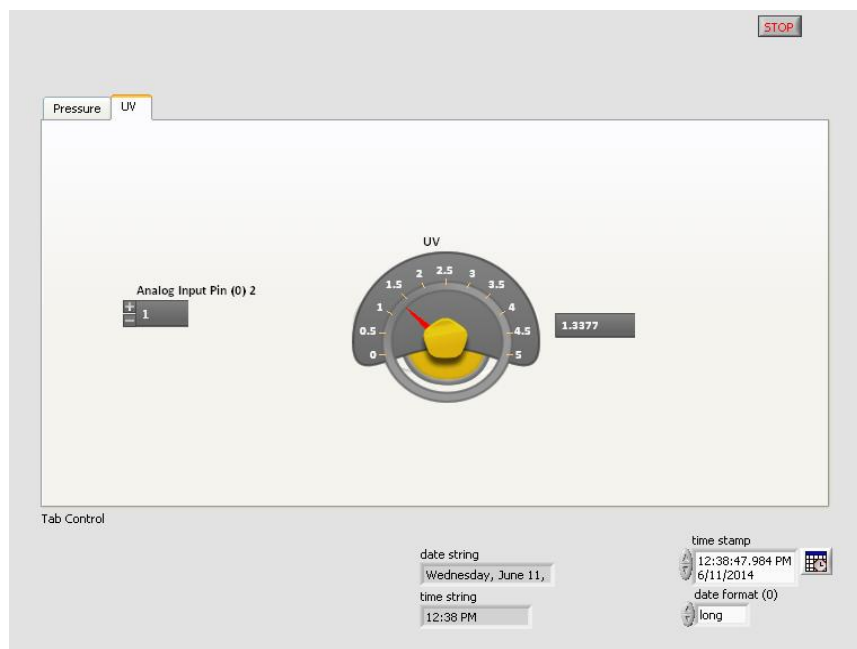 STOP
Pressure UV
UV
Analog Input Pin (0) 2
1
0
0.5
1
1.5
2
2.5
3
3.5
4
4.5
5
1.3377
Tab Control
date string
Wednesday, June 11,
time string
12:38 PM
time stamp
12:38:47.984 PM
6/11/2014
date format (0)
long